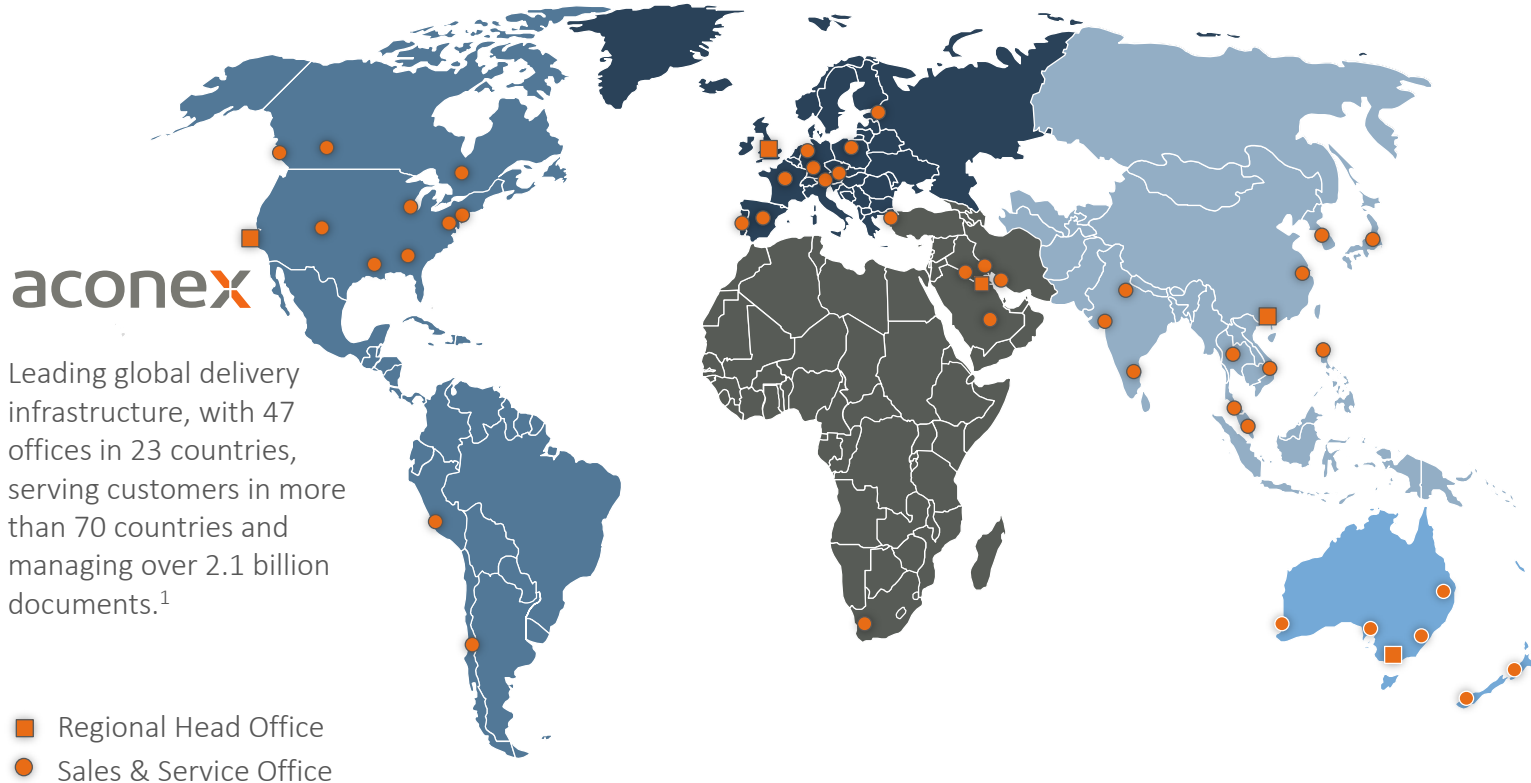 aconex
Leading global delivery
infrastructure, with 47
offices in 23 countries,
serving customers in more
than 70 countries and
managing over 2.1 billion
documents.¹
Regional Head Office
Sales & Service Office